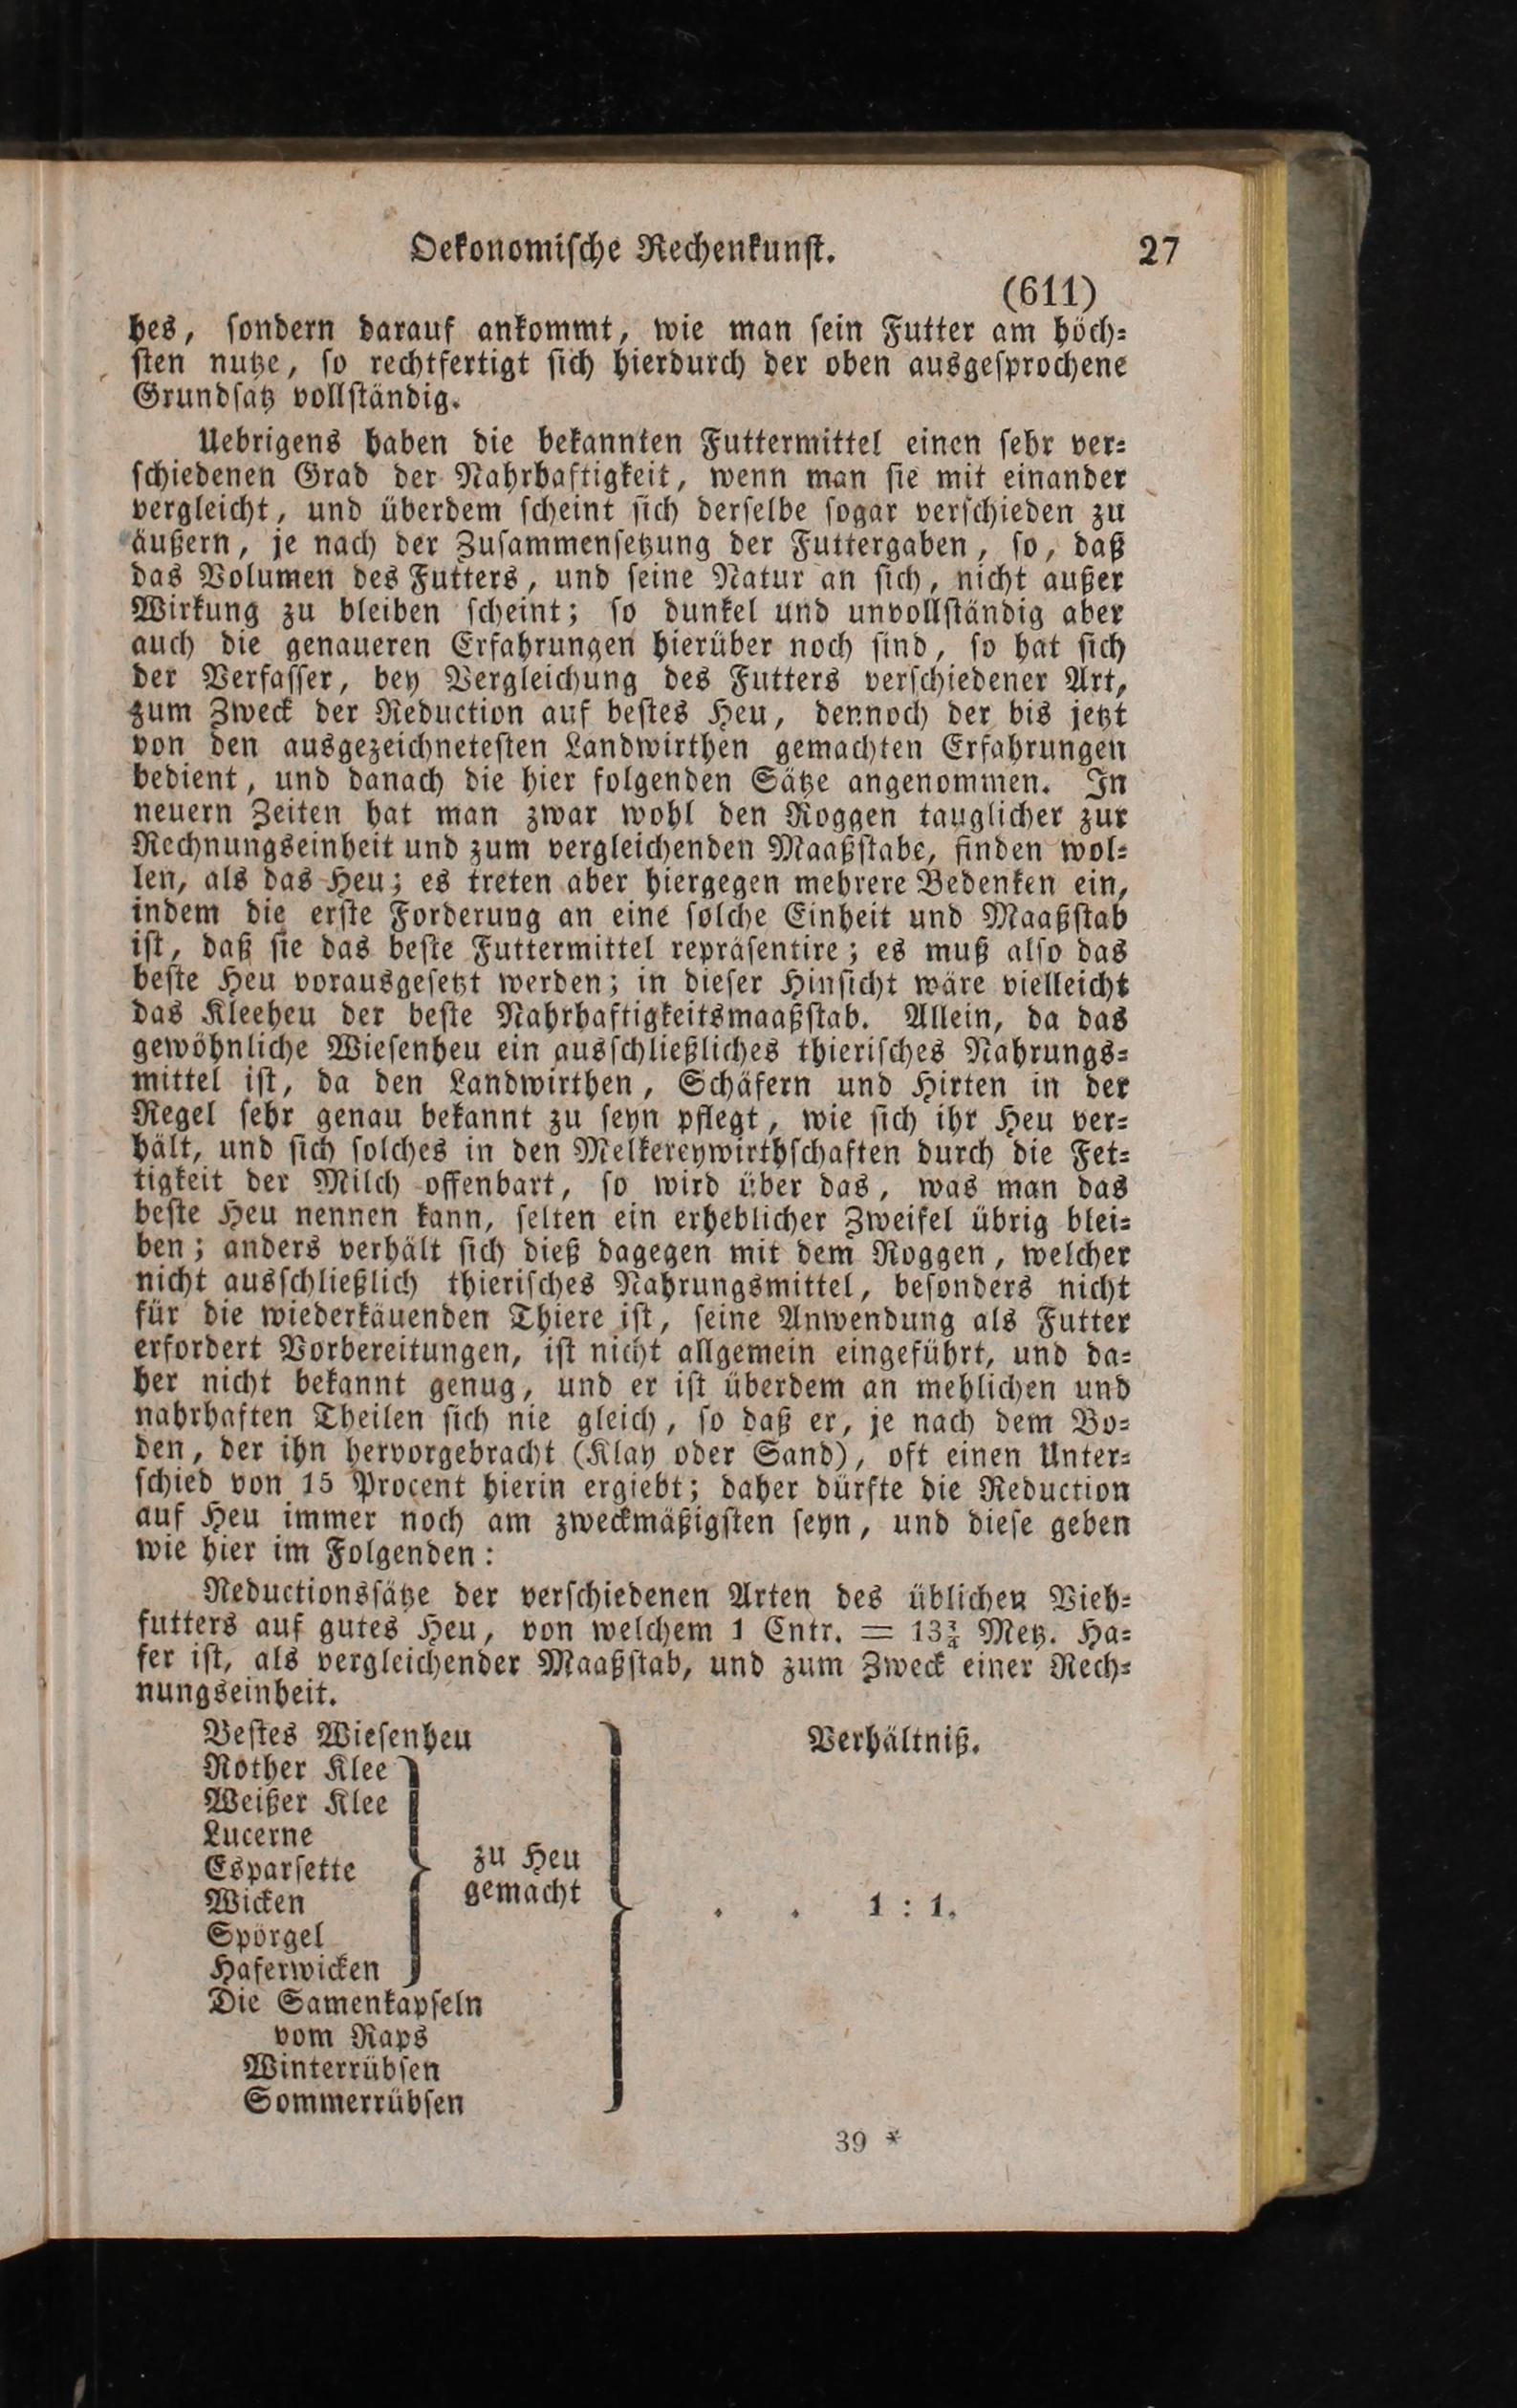 Oekonomische Rechenkunst. 27
(611)
hes, sondern darauf ankommt, wie man sein Futter am höch-
sten nutze, so rechtfertigt sich hierdurch der oben ausgesprochene
Grundsatz vollständig.
Uebrigens haben die bekannten Futtermittel einen sehr ver-
schiedenen Grad der Nahrhaftigkeit, wenn man sie mit einander
vergleicht, und überdem scheint sich derselbe sogar verschieden zu
äußern, je nach der Zusammensetzung der Futtergaben, so, daß
das Volumen des Futters, und seine Natur an sich, nicht außer
Wirkung zu bleiben scheint; so dunkel und unvollständig aber
auch die genaueren Erfahrungen hierüber noch sind, so hat sich
der Verfasser, bey Vergleichung des Futters verschiedener Art,
zum Zweck der Reduction auf bestes Heu, dennoch der bis jetzt
von den ausgezeichnetesten Landwirthen gemachten Erfahrungen
bedient, und danach die hier folgenden Sätze angenommen. In
neuern Zeiten hat man zwar wohl den Roggen tauglicher zur
Rechnungseinheit und zum vergleichenden Maaßstabe, finden wol-
len, als das Heu; es treten aber hiergegen mehrere Bedenken ein,
indem die erste Forderung an eine solche Einheit und Maaßstab
ist, daß sie das beste Futtermittel repräsentire; es muß also das
beste Heu vorausgesetzt werden; in dieser Hinsicht wäre vielleicht
das Kleeheu der beste Nahrhaftigkeitsmaaßstab. Allein, da das
gewöhnliche Wiesenheu ein ausschließliches thierisches Nahrungs-
mittel ist, da den Landwirthen, Schäfern und Hirten in der
Regel sehr genau bekannt zu seyn pflegt, wie sich ihr Heu ver-
hält, und sich solches in den Melkereywirthschaften durch die Fet-
tigkeit der Milch offenbart, so wird über das, was man das
beste Heu nennen kann, selten ein erheblicher Zweifel übrig blei-
ben; anders verhält sich dieß dagegen mit dem Roggen, welcher
nicht ausschließlich thierisches Nahrungsmittel, besonders nicht
für die wiederkäuenden Thiere ist, seine Anwendung als Futter
erfordert Vorbereitungen, ist nicht allgemein eingeführt, und da-
her nicht bekannt genug, und er ist überdem an mehlichen und
nahrhaften Theilen sich nie gleich, so daß er, je nach dem Bo-
den, der ihn hervorgebracht (Klay oder Sand), oft einen Unter-
schied von 15 Procent hierin ergiebt; daher dürfte die Reduction
auf Heu immer noch am zweckmäßigsten seyn, und diese geben
wie hier im Folgenden:
Reductionssätze der verschiedenen Arten des üblichen Vieh-
futters auf gutes Heu, von welchem 1 Entr. = 13¾ Metz. Ha-
fer ist, als vergleichender Maaßstab, und zum Zweck einer Rech-
nungseinheit.
Bestes Wiesenheu Verhältniß.
Rother Klee
Weißer Klee
Lucerne
Esparsette zu Heu
Wicken gemacht . . 1 : 1.
Spörgel
Haferwicken
Die Samenkapseln
vom Raps
Winterrübsen
Sommerrübsen
39 *